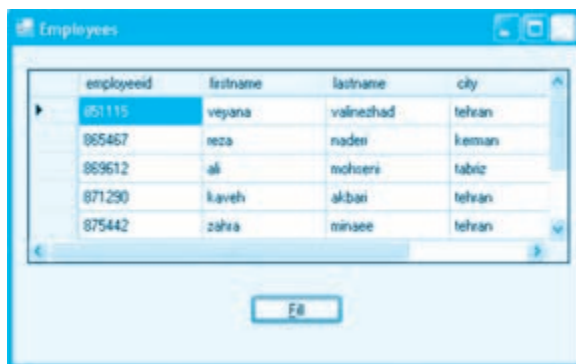 Employees
employeeid firstname lastname city
851115 veyana valinezhad tehran
865467 reza naderi kerman
869612 ali mohseni tabriz
871290 kaveh akbari tehran
875442 zahra minaee tehran
Fill